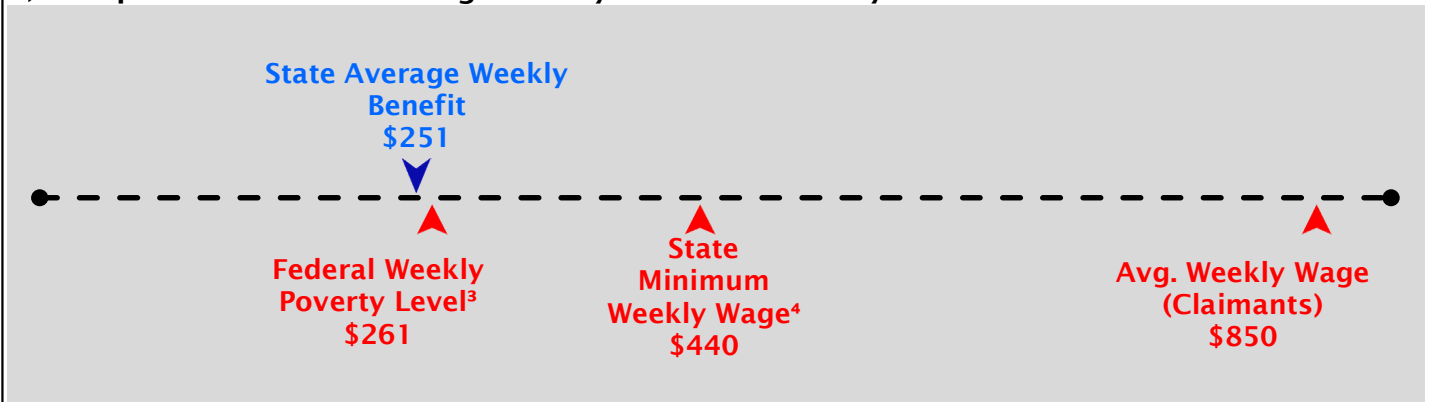 State Average Weekly
Benefit
$251
Federal Weekly
Poverty Level³
$261
State
Minimum
Weekly Wage⁴
$440
Avg. Weekly Wage
(Claimants)
$850